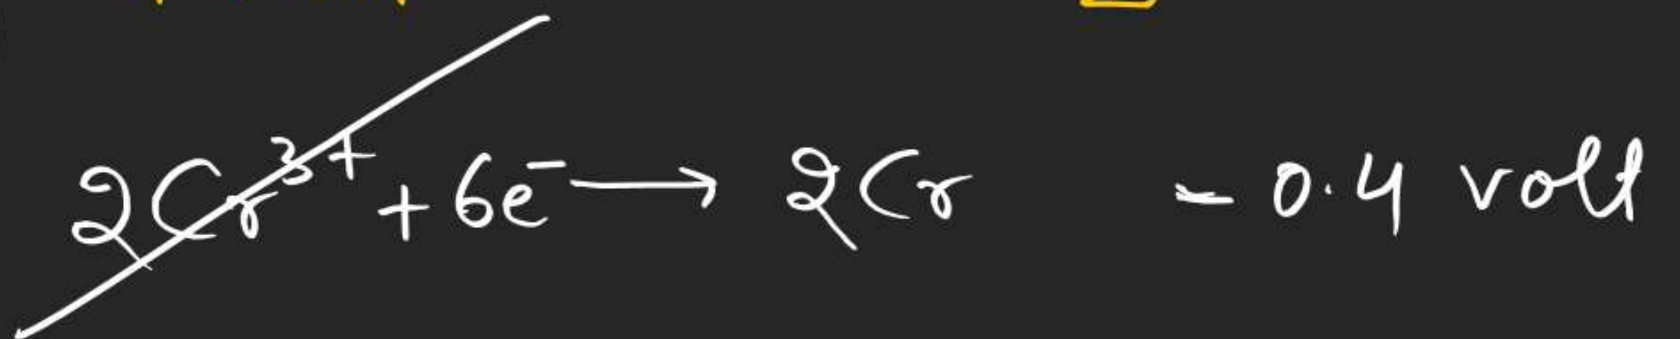 2Cr³⁺ + 6e⁻ → 2Cr - 0.4 volt